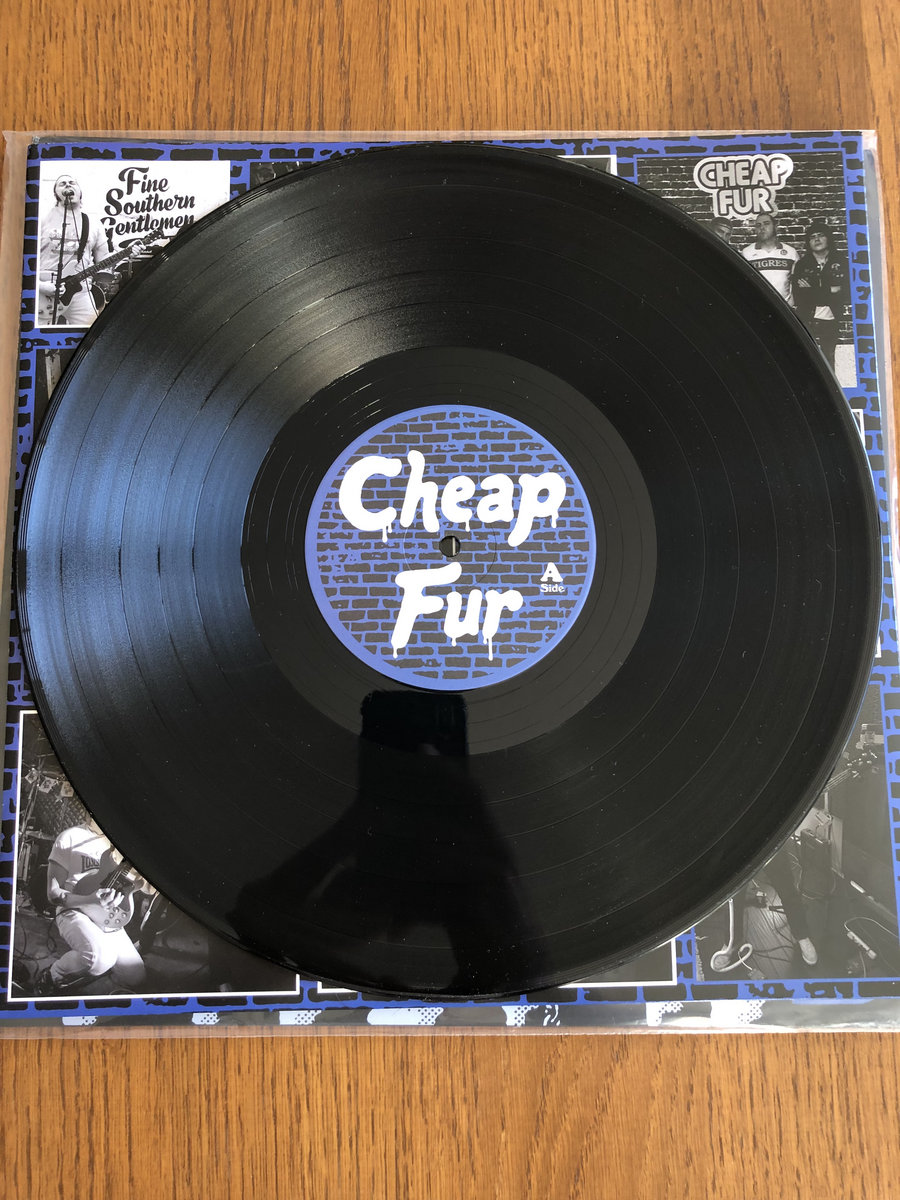 Fine
Southern
Gentlemen
CHEAP
FUR
TIGRES
Cheap
Fur
A
Side